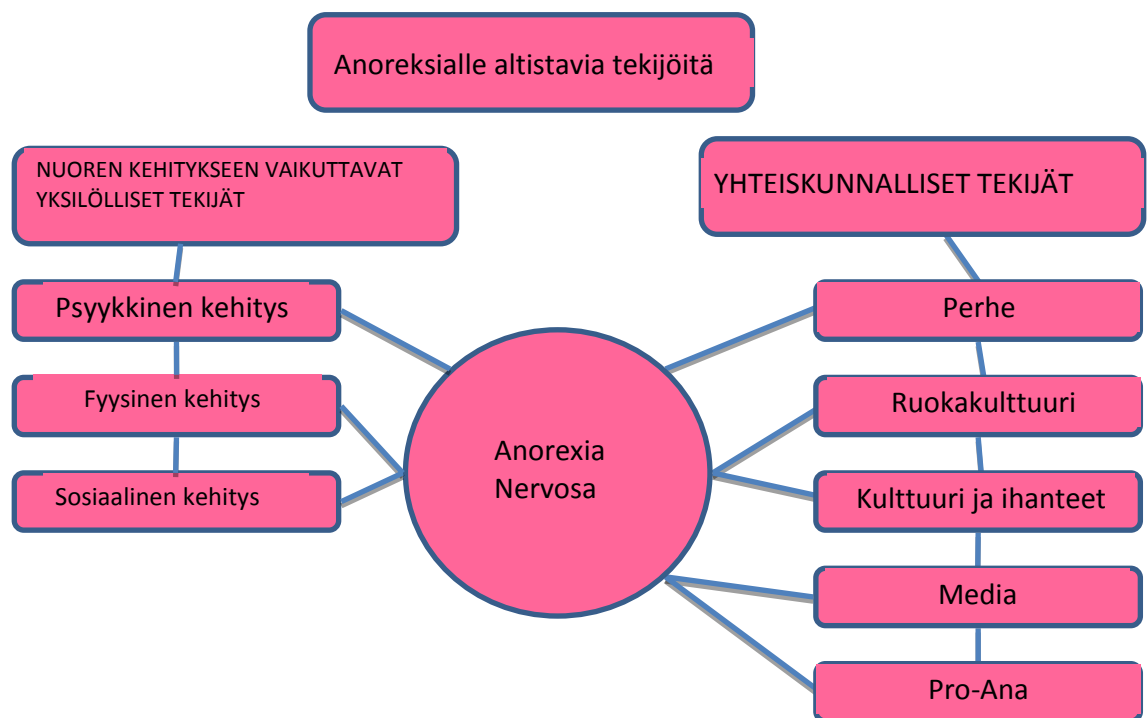 Anoreksialle altistavia tekijöitä
NUOREN KEHITYKSEEN VAIKUTTAVAT
YKSILÖLLISET TEKIJÄT
Psyykkinen kehitys
Fyysinen kehitys
Sosiaalinen kehitys
Anorexia
Nervosa
YHTEISKUNNALLISET TEKIJÄT
Perhe
Ruokakulttuuri
Kulttuuri ja ihanteet
Media
Pro-Ana